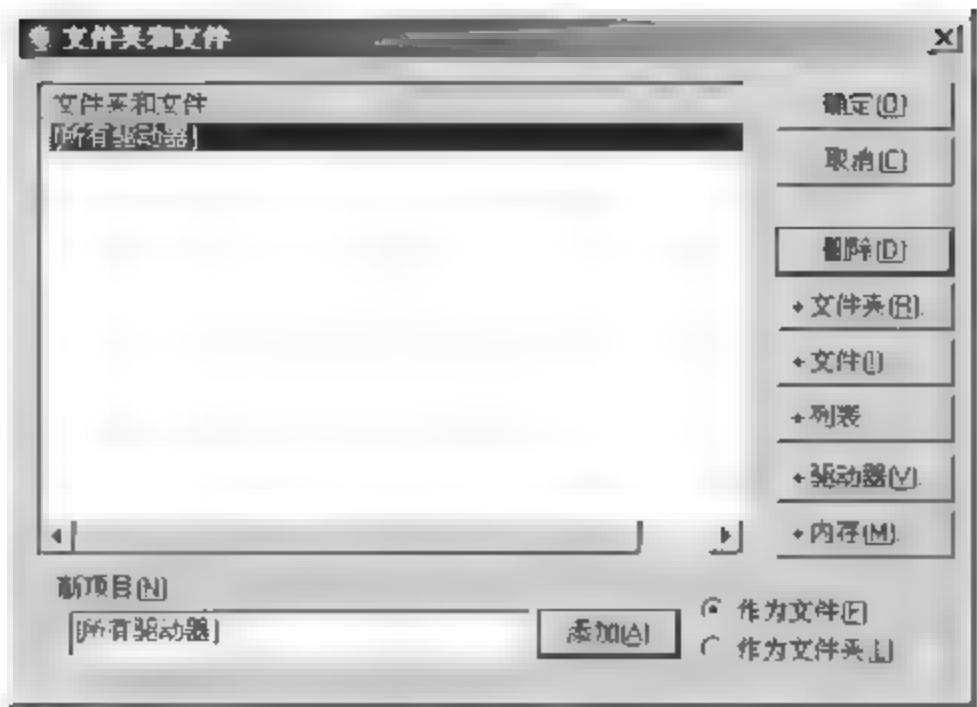 文件夹和文件
文件夹和文件
[所有驱动器]
确定(O)
取消(C)
删除(D)
+文件夹(R).
+文件(I)
+列表
+驱动器(V).
+内存(M).
新项目(N)
[所有驱动器]
添加(A)
作为文件(F)
作为文件夹(L)